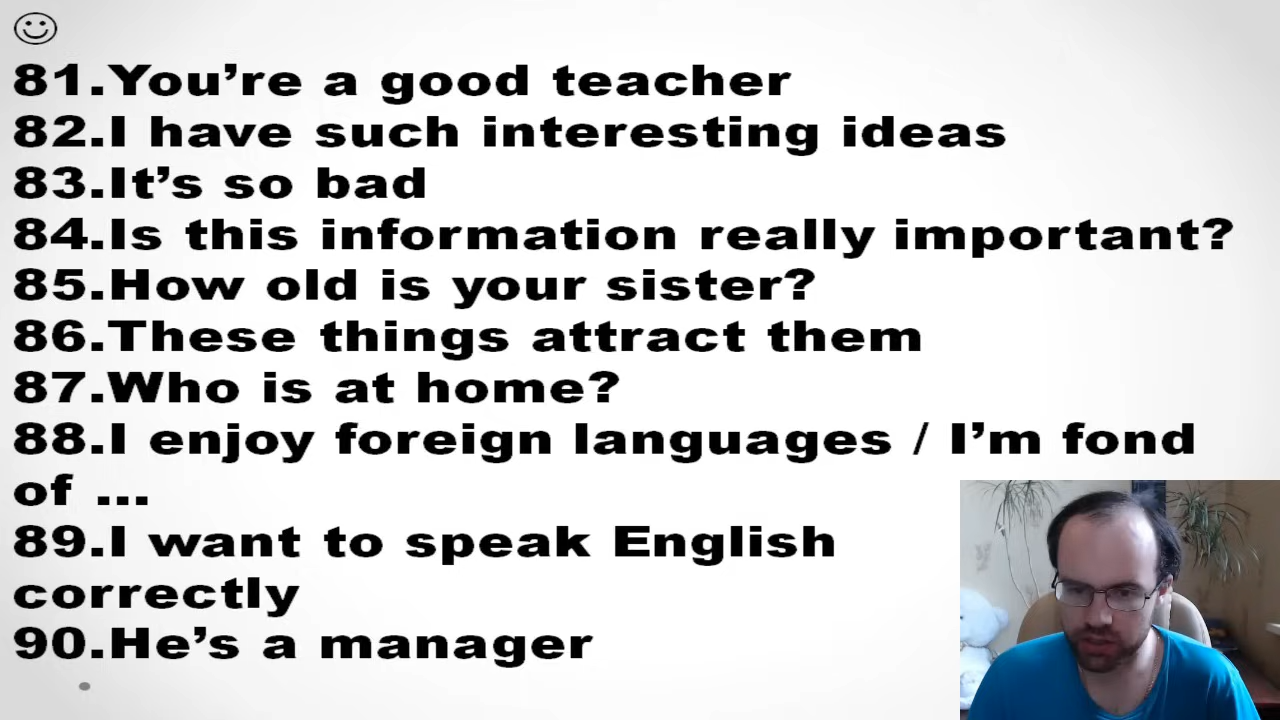 81.You’re a good teacher
82.I have such interesting ideas
83.It’s so bad
84.Is this information really important?
85.How old is your sister?
86.These things attract them
87.Who is at home?
88.I enjoy foreign languages / I’m fond
of ...
89.I want to speak English
correctly
90.He’s a manager